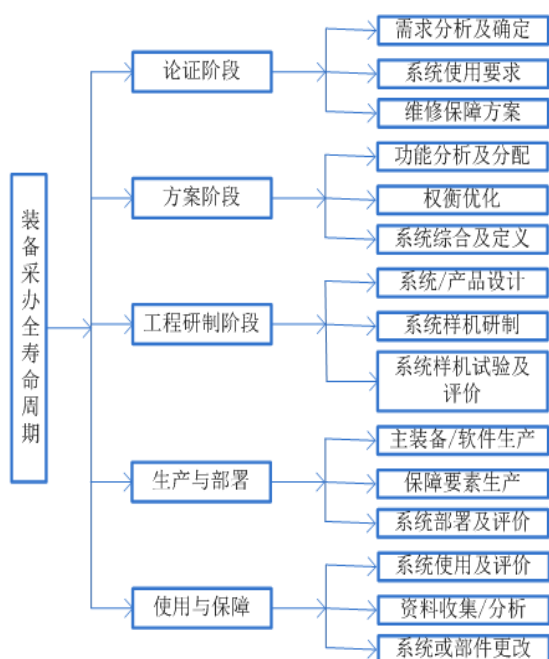 装备采办全寿命周期
论证阶段
需求分析及确定
系统使用要求
维修保障方案
方案阶段
功能分析及分配
权衡优化
系统综合及定义
工程研制阶段
系统/产品设计
系统样机研制
系统样机试验及
评价
生产与部署
主装备/软件生产
保障要素生产
系统部署及评价
使用与保障
系统使用及评价
资料收集/分析
系统或部件更改